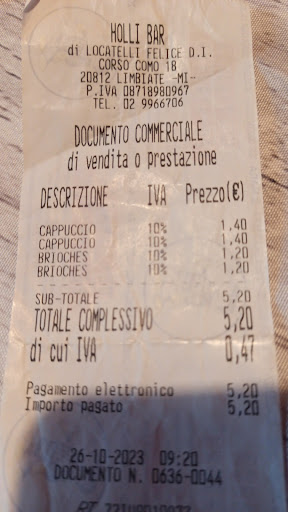 HOLLI BAR
di LOCATELLI FELICE D.I.
CORSO COMO 18
20812 LIMBIATE -MI-
P.IVA 08718980967
TEL. 02 9966706
DOCUMENTO COMMERCIALE
di vendita o prestazione
DESCRIZIONE IVA Prezzo(€)
CAPPUCCIO 10% 1,40
CAPPUCCIO 10% 1,40
BRIOCHES 10% 1,20
BRIOCHES 10% 1,20
SUB-TOTALE 5,20
TOTALE COMPLESSIVO 5,20
di cui IVA 0,47
Pagamento elettronico 5,20
Importo pagato 5,20
26-10-2023 09:20
DOCUMENTO N. 0636-0044